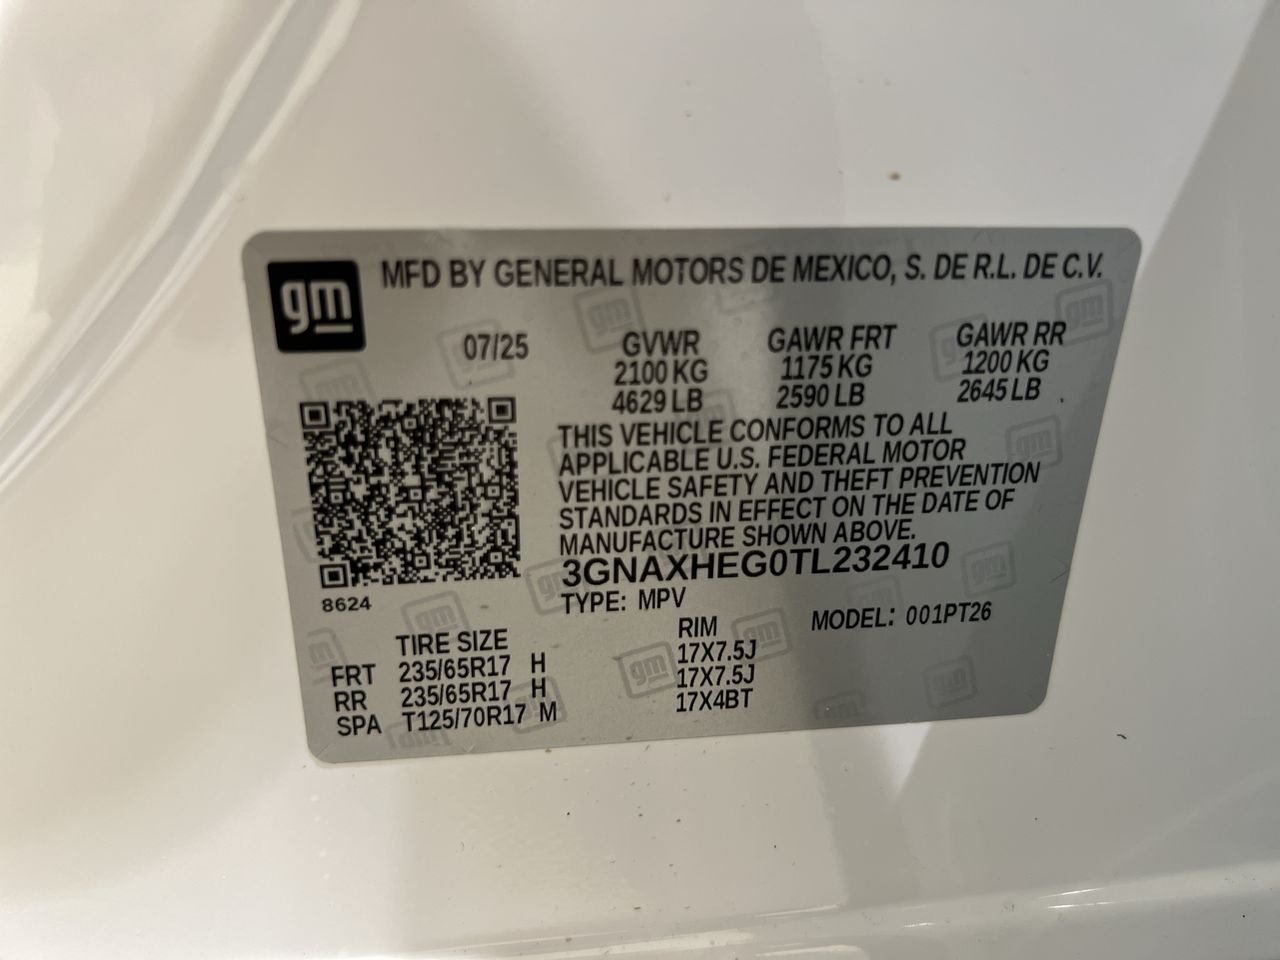 gm
MFD BY GENERAL MOTORS DE MEXICO, S. DE R.L. DE C.V.
07/25 GVWR GAWR FRT GAWR RR
2100 KG 1175 KG 1200 KG
4629 LB 2590 LB 2645 LB
THIS VEHICLE CONFORMS TO ALL
APPLICABLE U.S. FEDERAL MOTOR
VEHICLE SAFETY AND THEFT PREVENTION
STANDARDS IN EFFECT ON THE DATE OF
MANUFACTURE SHOWN ABOVE.
3GNAXHEG0TL232410
8624
TYPE: MPV MODEL: 001PT26
TIRE SIZE RIM
FRT 235/65R17 H 17X7.5J
RR 235/65R17 H 17X7.5J
SPA T125/70R17 M 17X4BT